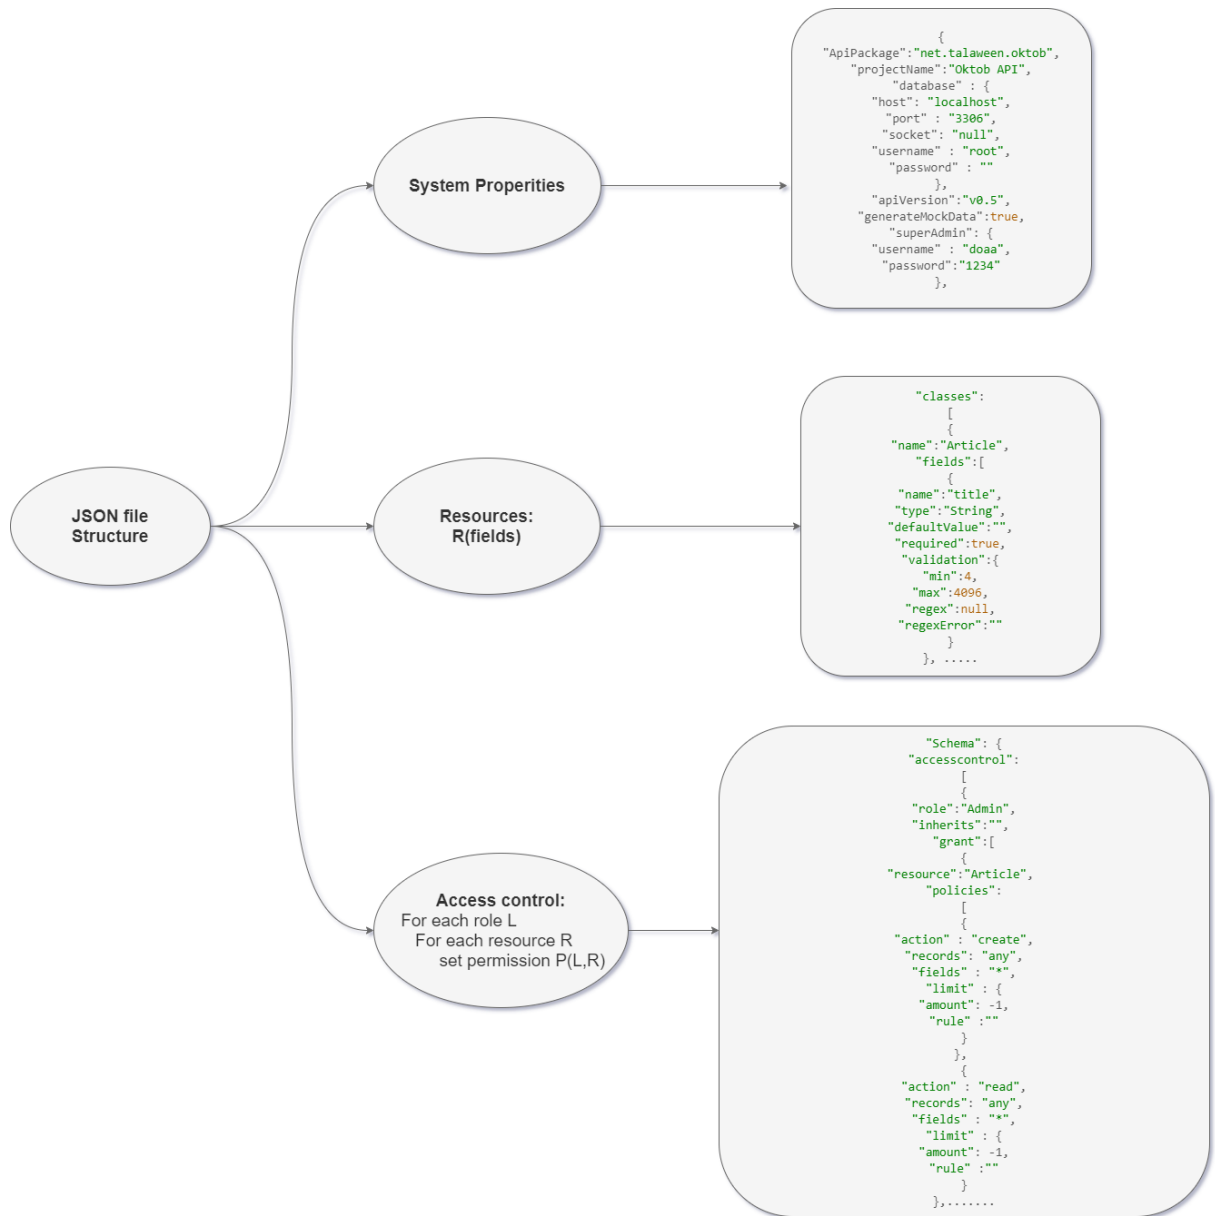 JSON file
Structure
System Properities
{
"ApiPackage":"net.talaween.oktob",
"projectName":"Oktob API",
"database" : {
"host": "localhost",
"port" : "3306",
"socket": "null",
"username" : "root",
"password" : ""
},
"apiVersion":"v0.5",
"generateMockData":true,
"superAdmin": {
"username" : "doaa",
"password":"1234"
},
Resources:
R(fields)
"classes":
[
{
"name":"Article",
"fields":[
{
"name":"title",
"type":"String",
"defaultValue":"",
"required":true,
"validation":{
"min":4,
"max":4096,
"regex":null,
"regexError":""
}
}, .....
Access control:
For each role L
For each resource R
set permission P(L,R)
"Schema": {
"accesscontrol":
[
{
"role":"Admin",
"inherits":"",
"grant":[
{
"resource":"Article",
"policies":
[
{
"action" : "create",
"records": "any",
"fields" : "*",
"limit" : {
"amount": -1,
"rule" :""
}
},
{
"action" : "read",
"records": "any",
"fields" : "*",
"limit" : {
"amount": -1,
"rule" :""
}
},.......